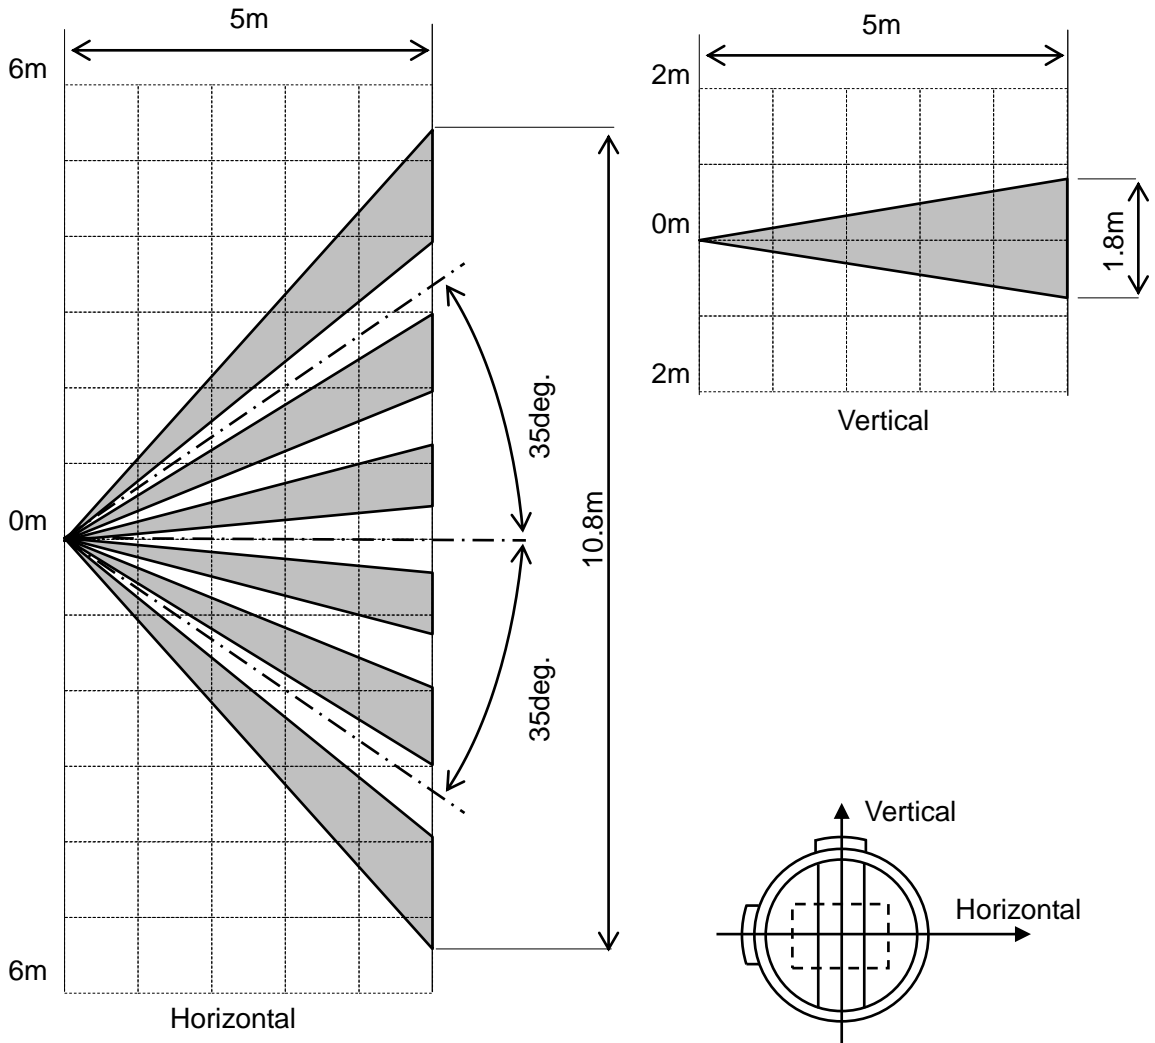 5m
6m
35deg.
0m
10.8m
35deg.
6m
Horizontal
5m
2m
0m
1.8m
2m
Vertical
Vertical
Horizontal